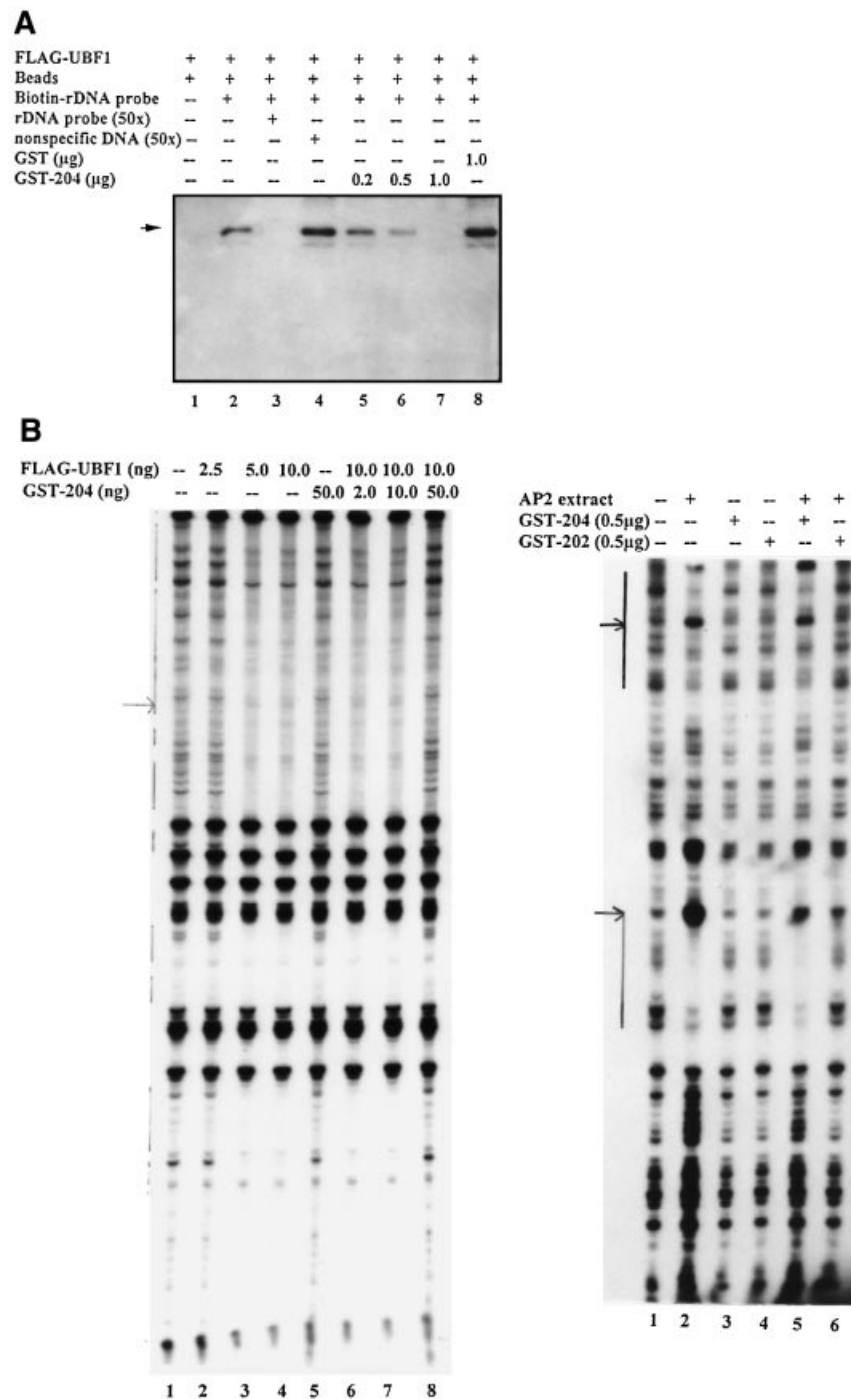 A
FLAG-UBF1 + + + + + + + +
Beads + + + + + + + +
Biotin-rDNA probe -- + + + + + + +
rDNA probe (50x) -- -- + -- -- -- -- --
nonspecific DNA (50x) -- -- -- + -- -- -- --
GST (µg) -- -- -- -- -- -- -- 1.0
GST-204 (µg) -- -- -- -- 0.2 0.5 1.0 --
1 2 3 4 5 6 7 8
B
FLAG-UBF1 (ng) -- 2.5 5.0 10.0 -- 10.0 10.0 10.0
GST-204 (ng) -- -- -- -- 50.0 2.0 10.0 50.0
1 2 3 4 5 6 7 8
AP2 extract -- + -- -- + +
GST-204 (0.5µg) -- -- + -- + --
GST-202 (0.5µg) -- -- -- + -- +
1 2 3 4 5 6